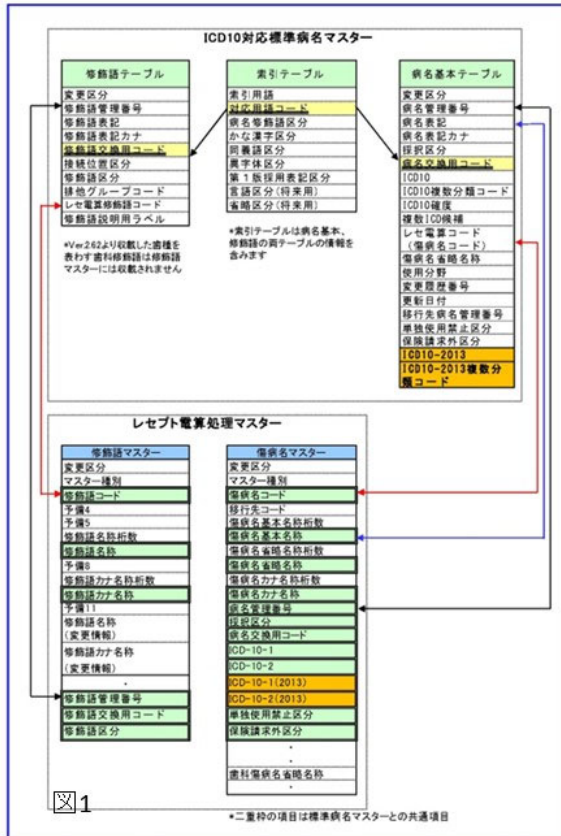 ICD10対応標準病名マスター
修飾語テーブル
変更区分
修飾語管理番号
修飾語表記
修飾語表記カナ
修飾語交換用コード
接続位置区分
修飾語区分
排他グループコード
レセ電算修飾語コード
修飾語説明用ラベル
*Ver2.62より収載した歯種を
表わす歯科修飾語は修飾語
マスターには収載されません
索引テーブル
索引用語
対応用語コード
病名修飾語区分
かな漢字区分
同義語区分
異字体区分
第1版採用表記区分
言語区分(将来用)
省略区分(将来用)
*索引テーブルは病名基本、
修飾語の両テーブルの情報を
含みます
病名基本テーブル
変更区分
病名管理番号
病名表記
病名表記カナ
採択区分
病名交換用コード
ICD10
ICD10複数分類コード
ICD10確度
複数ICD候補
レセ電算コード
(傷病名コード)
傷病名省略名称
使用分野
変更履歴番号
更新日付
移行先病名管理番号
単独使用禁止区分
保険請求外区分
ICD10-2013
ICD10-2013複数分
類コード
レセプト電算処理マスター
修飾語マスター
変更区分
マスター種別
修飾語コード
予備4
予備5
修飾語名称桁数
修飾語名称
予備8
修飾語カナ名称桁数
修飾語カナ名称
予備11
修飾語名称
(変更情報)
修飾語カナ名称
(変更情報)
・
修飾語管理番号
修飾語交換用コード
修飾語区分
傷病名マスター
変更区分
マスター種別
傷病名コード
移行先コード
傷病名基本名称桁数
傷病名基本名称
傷病名省略名称桁数
傷病名省略名称
傷病名カナ名称桁数
傷病名カナ名称
病名管理番号
採択区分
病名交換用コード
ICD-10-1
ICD-10-2
ICD-10-1(2013)
ICD-10-2(2013)
単独使用禁止区分
保険請求外区分
・
・
歯科傷病名省略名称
・
図1
*二重枠の項目は標準病名マスターとの共通項目